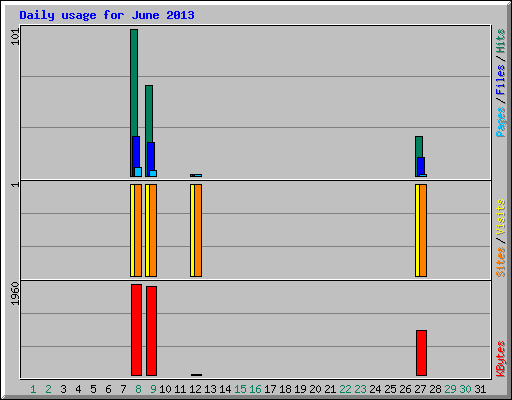 Daily usage for June 2013
101
Pages / Files / Hits
1
Sites / Visits
1960
KBytes
1 2 3 4 5 6 7 8 9 10 11 12 13 14 15 16 17 18 19 20 21 22 23 24 25 26 27 28 29 30 31